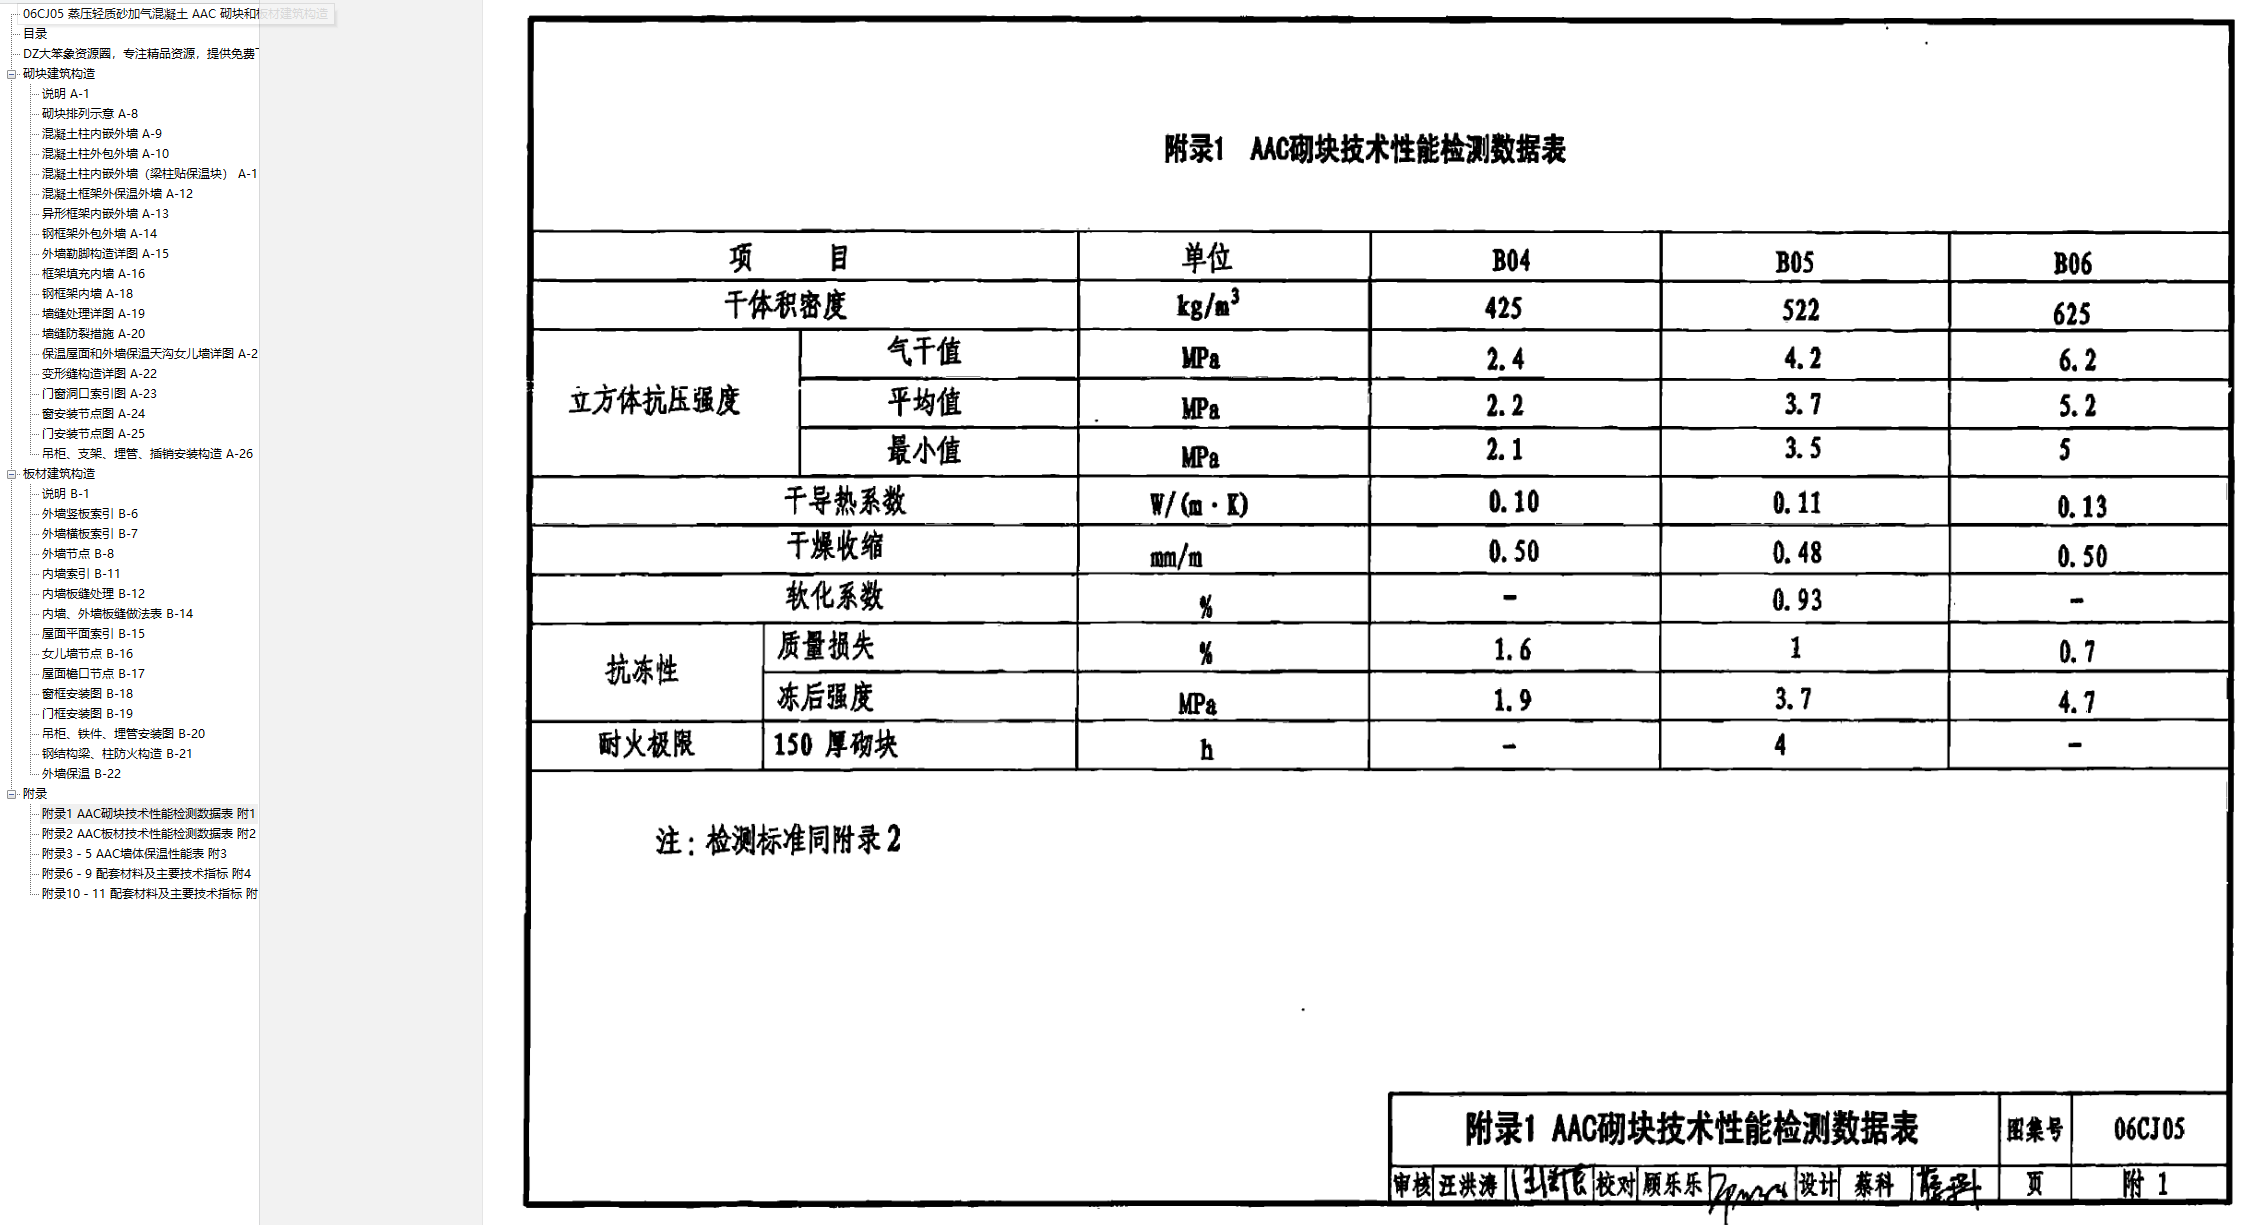 06CJ05 蒸压轻质砂加气混凝土 AAC 砌块和板材建筑构造
目录
DZ大笨象资源圈，专注精品资源，提供免费下
砌块建筑构造
说明 A-1
砌块排列示意 A-8
混凝土柱内嵌外墙 A-9
混凝土柱外包外墙 A-10
混凝土柱内嵌外墙（梁柱贴保温块） A-1
混凝土框架外保温外墙 A-12
异形框架内嵌外墙 A-13
钢框架外包外墙 A-14
外墙勒脚构造详图 A-15
框架填充内墙 A-16
钢框架内墙 A-18
墙缝处理详图 A-19
墙缝防裂措施 A-20
保温屋面和外墙保温天沟女儿墙详图 A-2
变形缝构造详图 A-22
门窗洞口索引图 A-23
窗安装节点图 A-24
门安装节点图 A-25
吊柜、支架、埋管、插销安装构造 A-26
板材建筑构造
说明 B-1
外墙竖板索引 B-6
外墙横板索引 B-7
外墙节点 B-8
内墙索引 B-11
内墙板缝处理 B-12
内墙、外墙板缝做法表 B-14
屋面平面索引 B-15
女儿墙节点 B-16
屋面檐口节点 B-17
窗框安装图 B-18
门框安装图 B-19
吊柜、铁件、埋管安装图 B-20
钢结构梁、柱防火构造 B-21
外墙保温 B-22
附录
附录1 AAC砌块技术性能检测数据表 附1
附录2 AAC板材技术性能检测数据表 附2
附录3 - 5 AAC墙体保温性能表 附3
附录6 - 9 配套材料及主要技术指标 附4
附录10 - 11 配套材料及主要技术指标 附
附录1 AAC砌块技术性能检测数据表
项 目 单位 B04 B05 B06
干体积密度 kg/m³ 425 522 625
立方体抗压强度 气干值 MPa 2.4 4.2 6.2
平均值 MPa 2.2 3.7 5.2
最小值 MPa 2.1 3.5 5
干导热系数 W/(m·K) 0.10 0.11 0.13
干燥收缩 mm/m 0.50 0.48 0.50
软化系数 % - 0.93 -
抗冻性 质量损失 % 1.6 1 0.7
冻后强度 MPa 1.9 3.7 4.7
耐火极限 150 厚砌块 h - 4 -
注：检测标准同附录2
附录1 AAC砌块技术性能检测数据表 图集号 06CJ05
审核 汪洪涛 校对 顾乐乐 设计 蔡科 蔡科 页 附 1